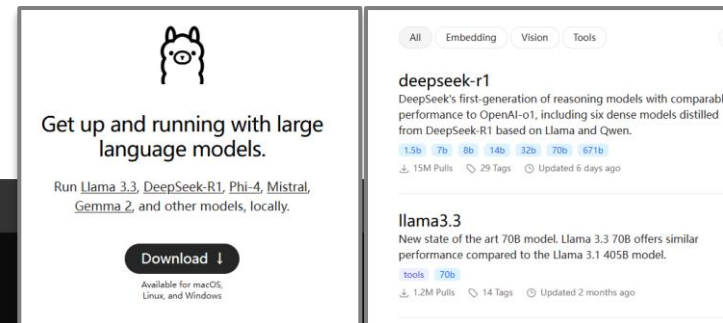 Get up and running with large
language models.
Run Llama 3.3, DeepSeek-R1, Phi-4, Mistral,
Gemma 2, and other models, locally.
Download ↓
Available for macOS,
Linux, and Windows
All Embedding Vision Tools
deepseek-r1
DeepSeek's first-generation of reasoning models with
performance to OpenAI-o1, including six dense models distilled
from DeepSeek-R1 based on Llama and Qwen.
1.5b 7b 8b 14b 32b 70b 671b
15M Pulls 29 Tags Updated 6 days ago
llama3.3
New state of the art 70B model. Llama 3.3 70B offers similar
performance compared to the Llama 3.1 405B model.
tools 70b
1.2M Pulls 14 Tags Updated 2 months ago